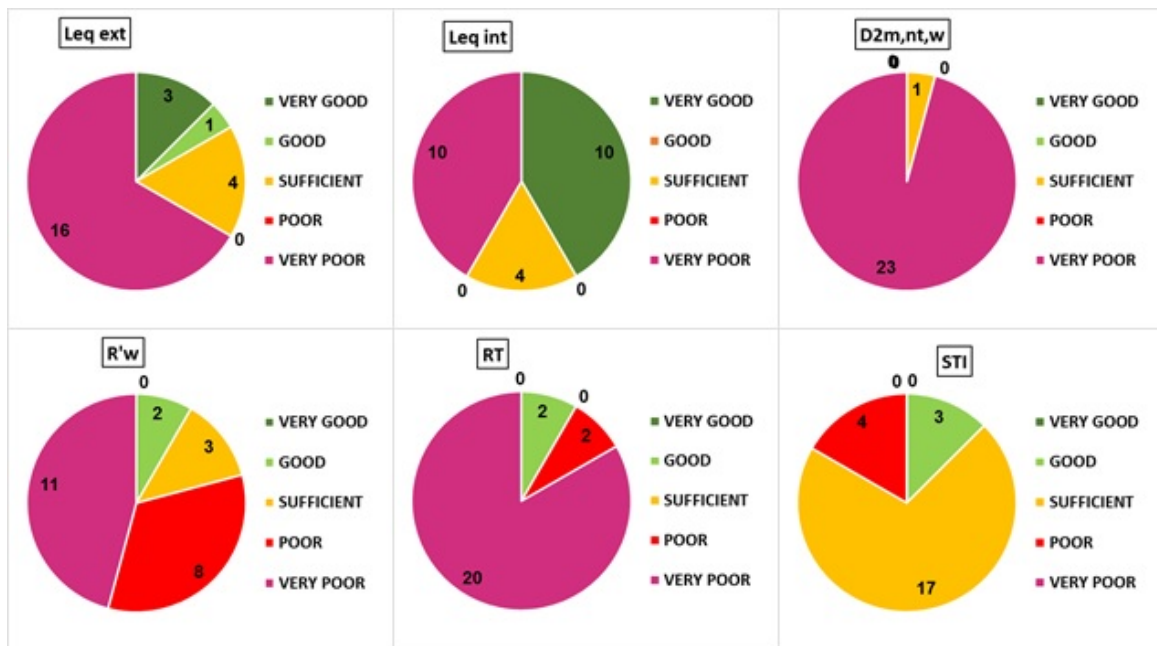 Leq ext
3
1
4
0
16
VERY GOOD
GOOD
SUFFICIENT
POOR
VERY POOR
Leq int
10
10
4
0
0
VERY GOOD
GOOD
SUFFICIENT
POOR
VERY POOR
D2m,nt,w
0
0
1
23
VERY GOOD
GOOD
SUFFICIENT
POOR
VERY POOR
R'w
0
2
3
11
8
VERY GOOD
GOOD
SUFFICIENT
POOR
VERY POOR
RT
0
0
2
2
20
VERY GOOD
GOOD
SUFFICIENT
POOR
VERY POOR
STI
0 0
4
3
17
VERY GOOD
GOOD
SUFFICIENT
POOR
VERY POOR